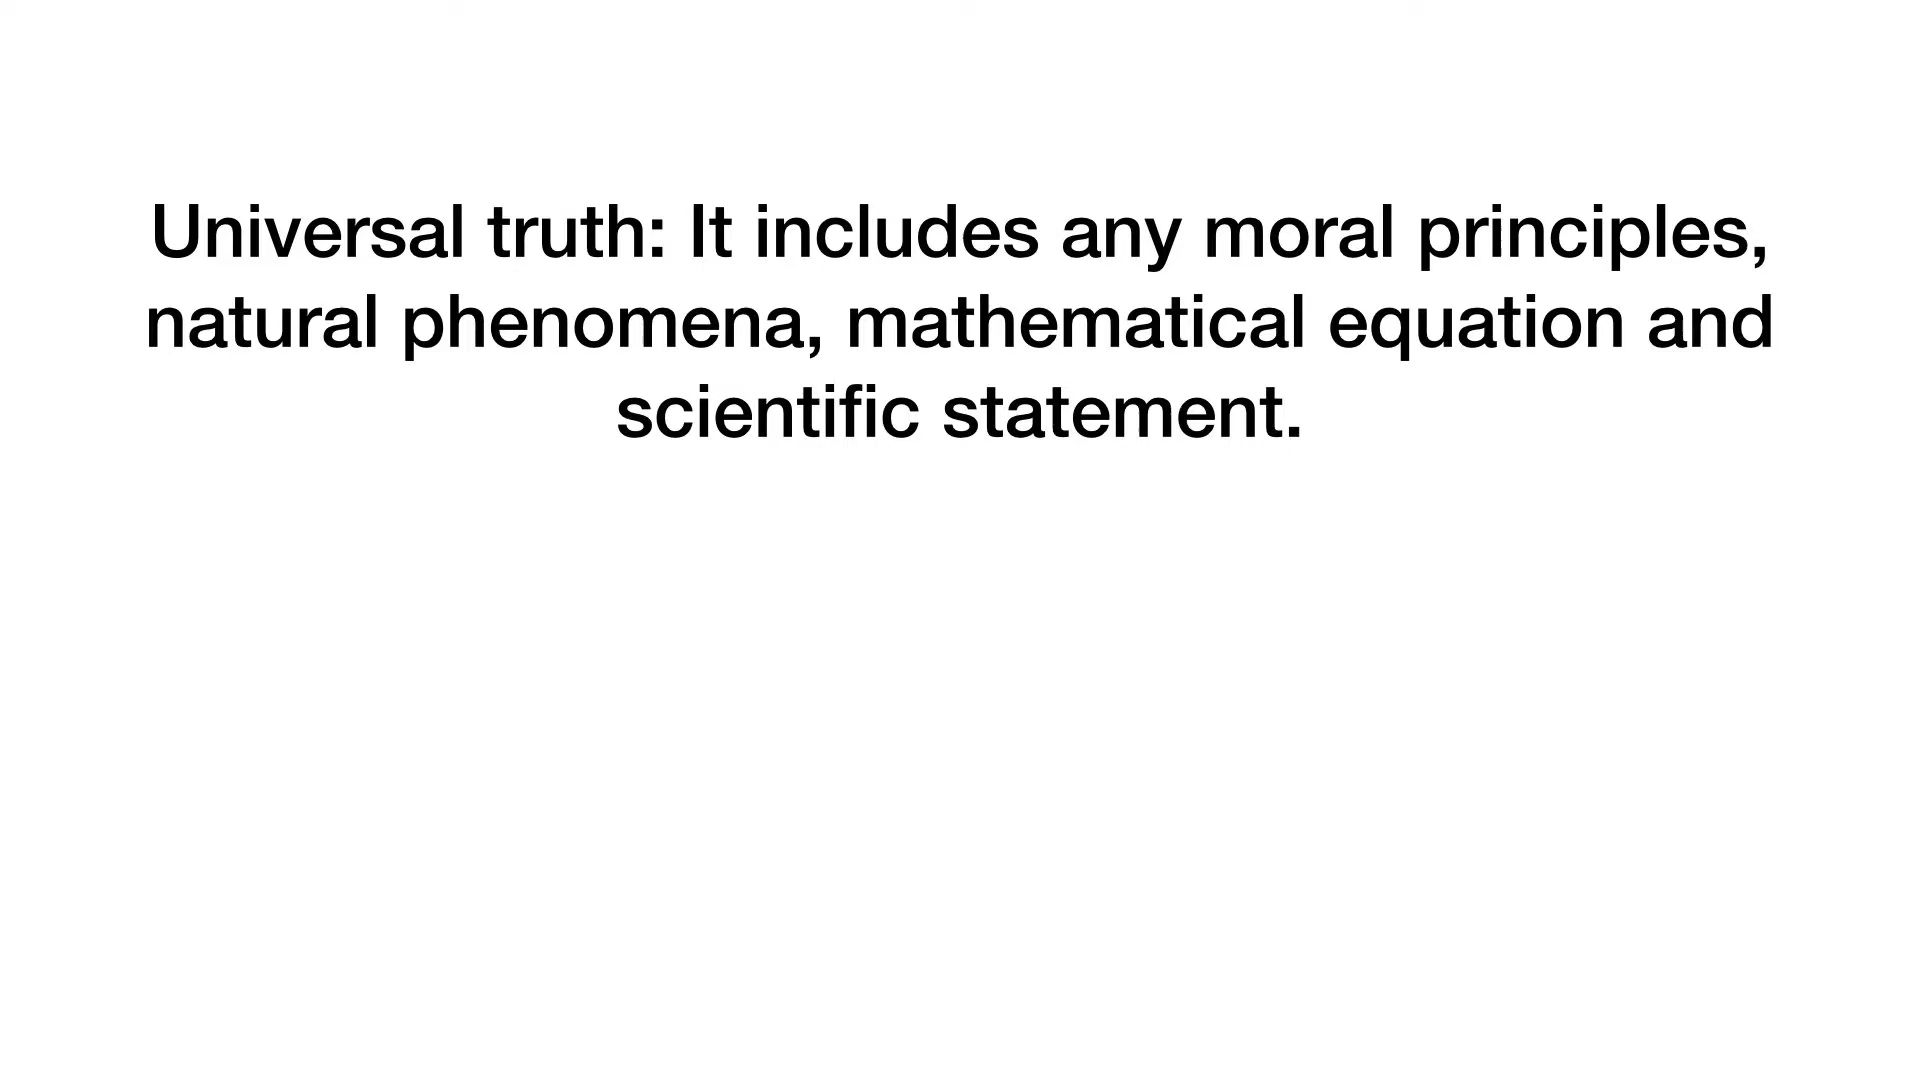 Universal truth: It includes any moral principles,
natural phenomena, mathematical equation and
scientific statement.